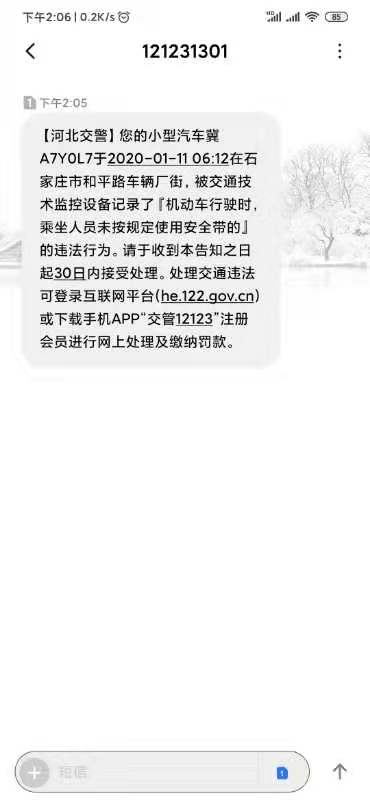 下午2:06 | 0.2K/s
85
121231301
1 下午2:05
【河北交警】您的小型汽车冀
A7Y0L7于2020-01-11 06:12在石
家庄市和平路车辆厂街，被交通技
术监控设备记录了『机动车行驶时，
乘坐人员未按规定使用安全带的』
的违法行为。请于收到本告知之日
起30日内接受处理。处理交通违法
可登录互联网平台(he.122.gov.cn)
或下载手机APP“交管12123”注册
会员进行网上处理及缴纳罚款。
短信
1